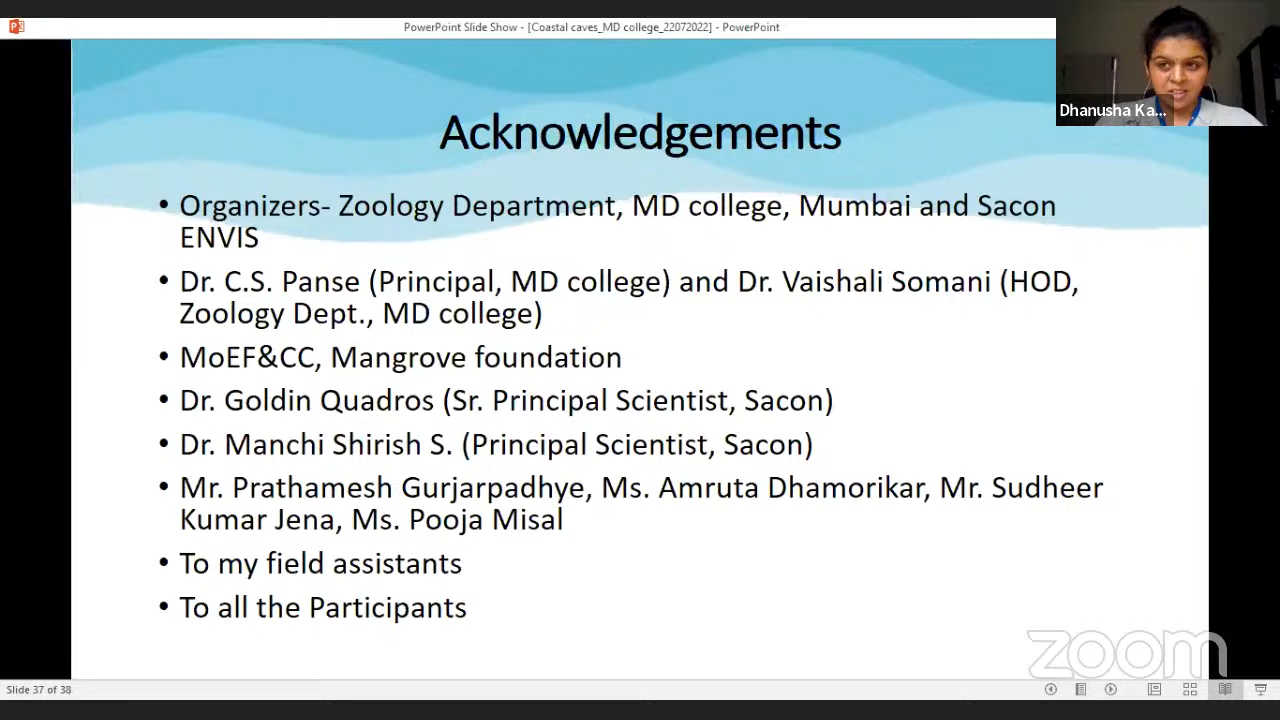 PowerPoint Slide Show - [Coastal caves_MD college_22072022] - PowerPoint
Dhanusha Ka...
Acknowledgements
• Organizers- Zoology Department, MD college, Mumbai and Sacon
ENVIS
• Dr. C.S. Panse (Principal, MD college) and Dr. Vaishali Somani (HOD,
Zoology Dept., MD college)
• MoEF&CC, Mangrove foundation
• Dr. Goldin Quadros (Sr. Principal Scientist, Sacon)
• Dr. Manchi Shirish S. (Principal Scientist, Sacon)
• Mr. Prathamesh Gurjarpadhye, Ms. Amruta Dhamorikar, Mr. Sudheer
Kumar Jena, Ms. Pooja Misal
• To my field assistants
• To all the Participants
zoom
Slide 37 of 38